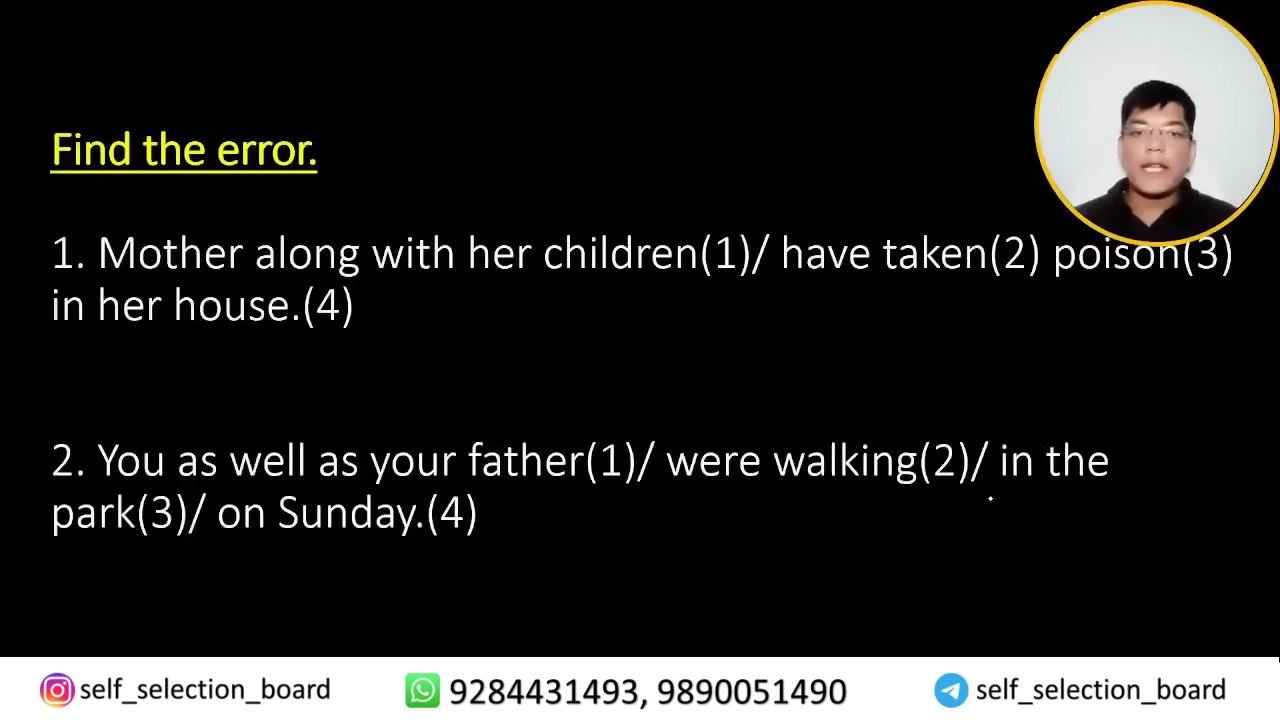 Find the error.
1. Mother along with her children(1)/ have taken(2) poison(3)
in her house.(4)
2. You as well as your father(1)/ were walking(2)/ in the
park(3)/ on Sunday.(4)
self_selection_board 9284431493, 9890051490 self_selection_board